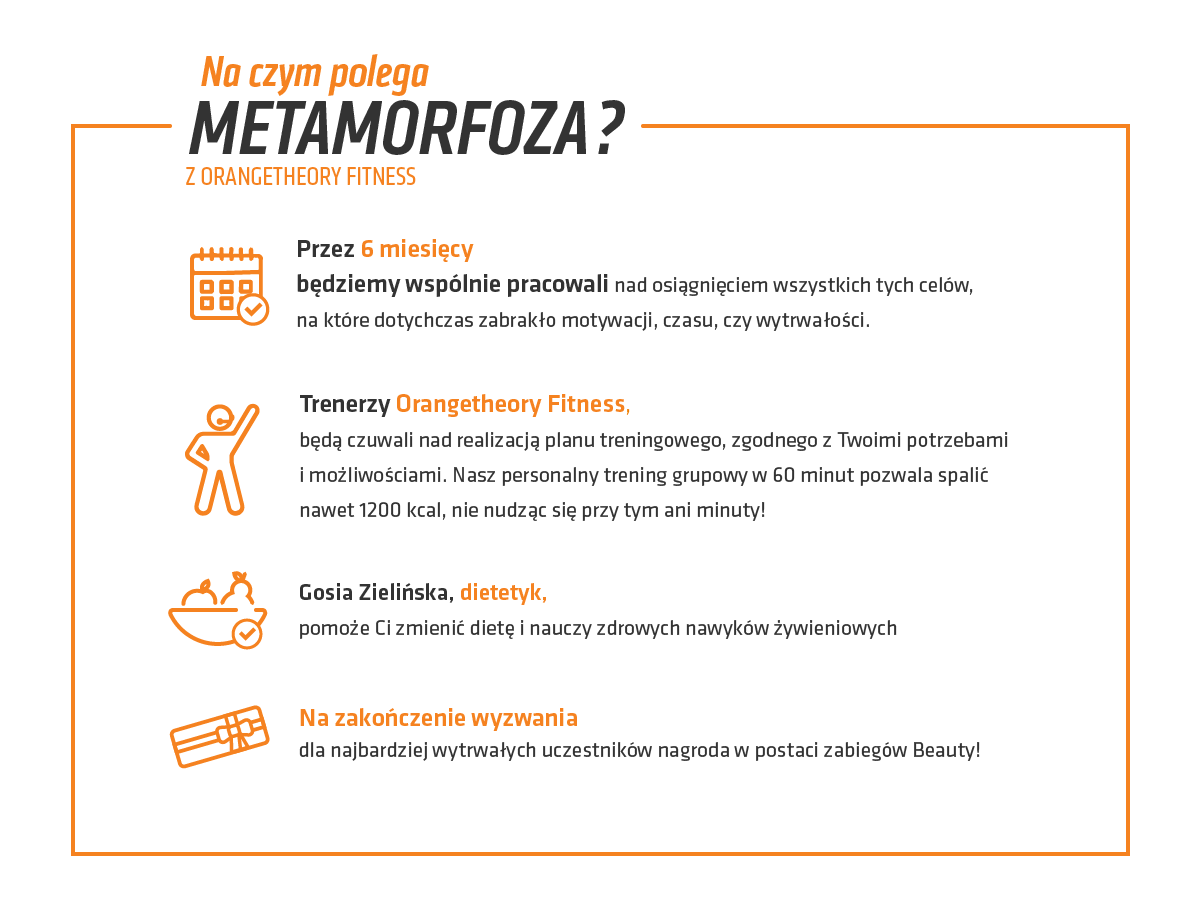 Na czym polega
METAMORFOZA?
Z ORANGETHEORY FITNESS
Przez 6 miesięcy
będziemy wspólnie pracowali nad osiągnięciem wszystkich tych celów,
na które dotychczas zabrakło motywacji, czasu, czy wytrwałości.
Trenerzy Orangetheory Fitness,
będą czuwali nad realizacją planu treningowego, zgodnego z Twoimi potrzebami
i możliwościami. Nasz personalny trening grupowy w 60 minut pozwala spalić
nawet 1200 kcal, nie nudząc się przy tym ani minuty!
Gosia Zielińska, dietetyk,
pomoże Ci zmienić dietę i nauczy zdrowych nawyków żywieniowych
Na zakończenie wyzwania
dla najbardziej wytrwałych uczestników nagroda w postaci zabiegów Beauty!